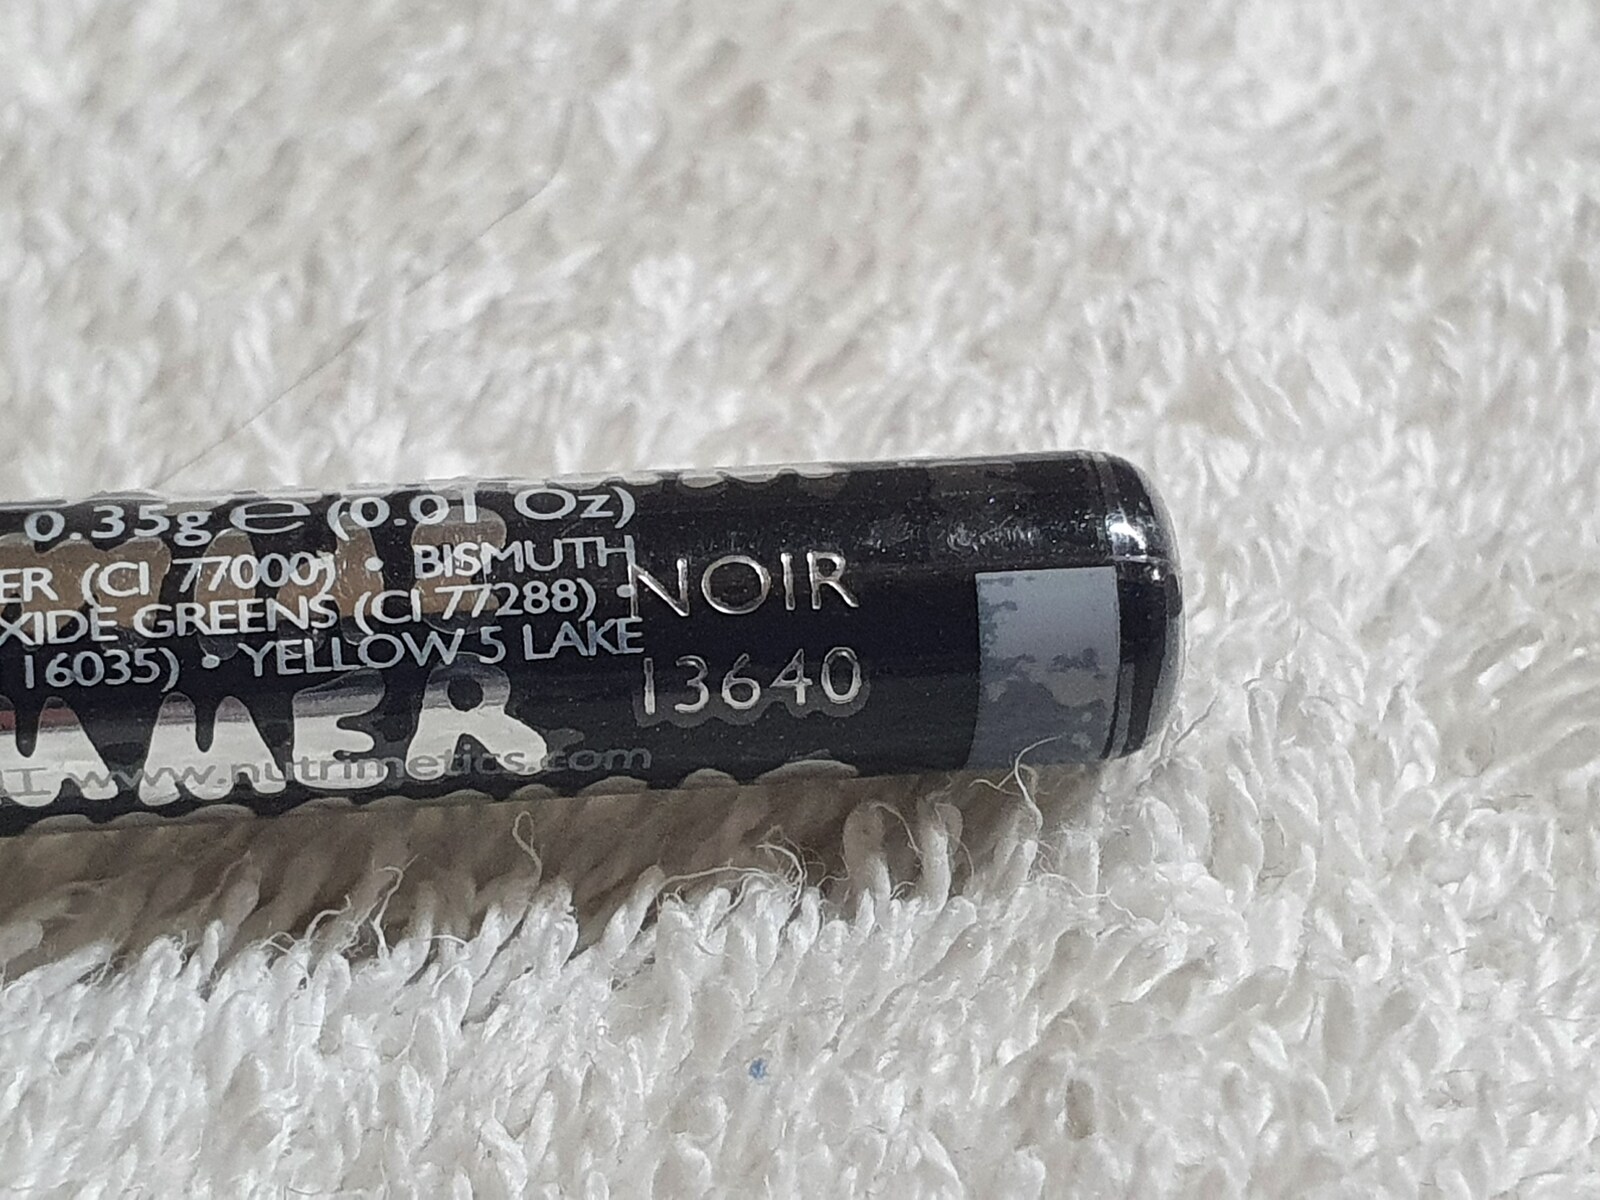 0.35g ℮ (0.01 Oz)
ER (CI 77000) • BISMUTH
XIDE GREENS (CI 77288) •
16035) • YELLOW 5 LAKE
www.nutrimetics.com
NOIR
13640